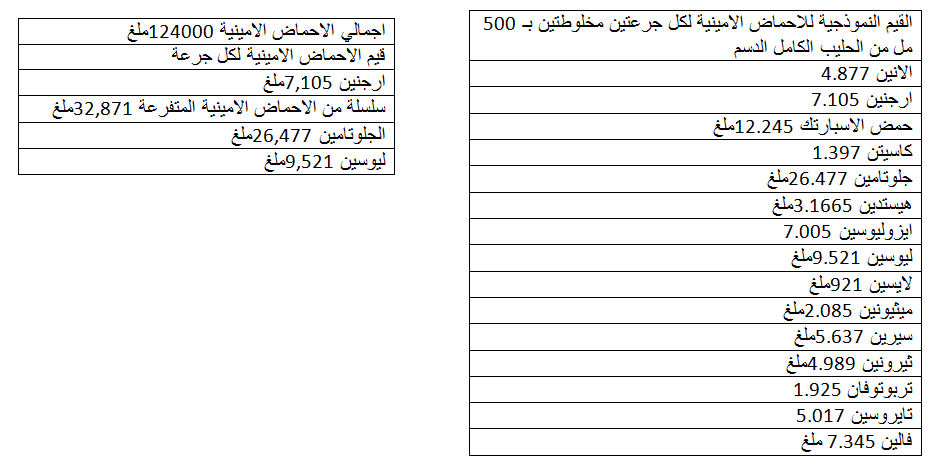 القيم النموذجية للاحماض الامينية لكل جرعتين مخلوطتين بـ 500
مل من الحليب الكامل الدسم
الانين 4.877
ارجنين 7.105
حمض الاسبارتك 12.245ملغ
كاسيتن 1.397
جلوتامين 26.477ملغ
هيستدين 3.1665ملغ
ايزوليوسين 7.005
ليوسين 9.521ملغ
لايسين 921ملغ
ميثيونين 2.085ملغ
سيرين 5.637ملغ
ثيرونين 4.989ملغ
تربوتوفان 1.925
تايروسين 5.017
فالين 7.345 ملغ
اجمالي الاحماض الامينية 124000ملغ
قيم الاحماض الامينية لكل جرعة
ارجنين 7,105ملغ
سلسلة من الاحماض الامينية المتفرعة 32,871ملغ
الجلوتامين 26,477ملغ
ليوسين 9,521ملغ